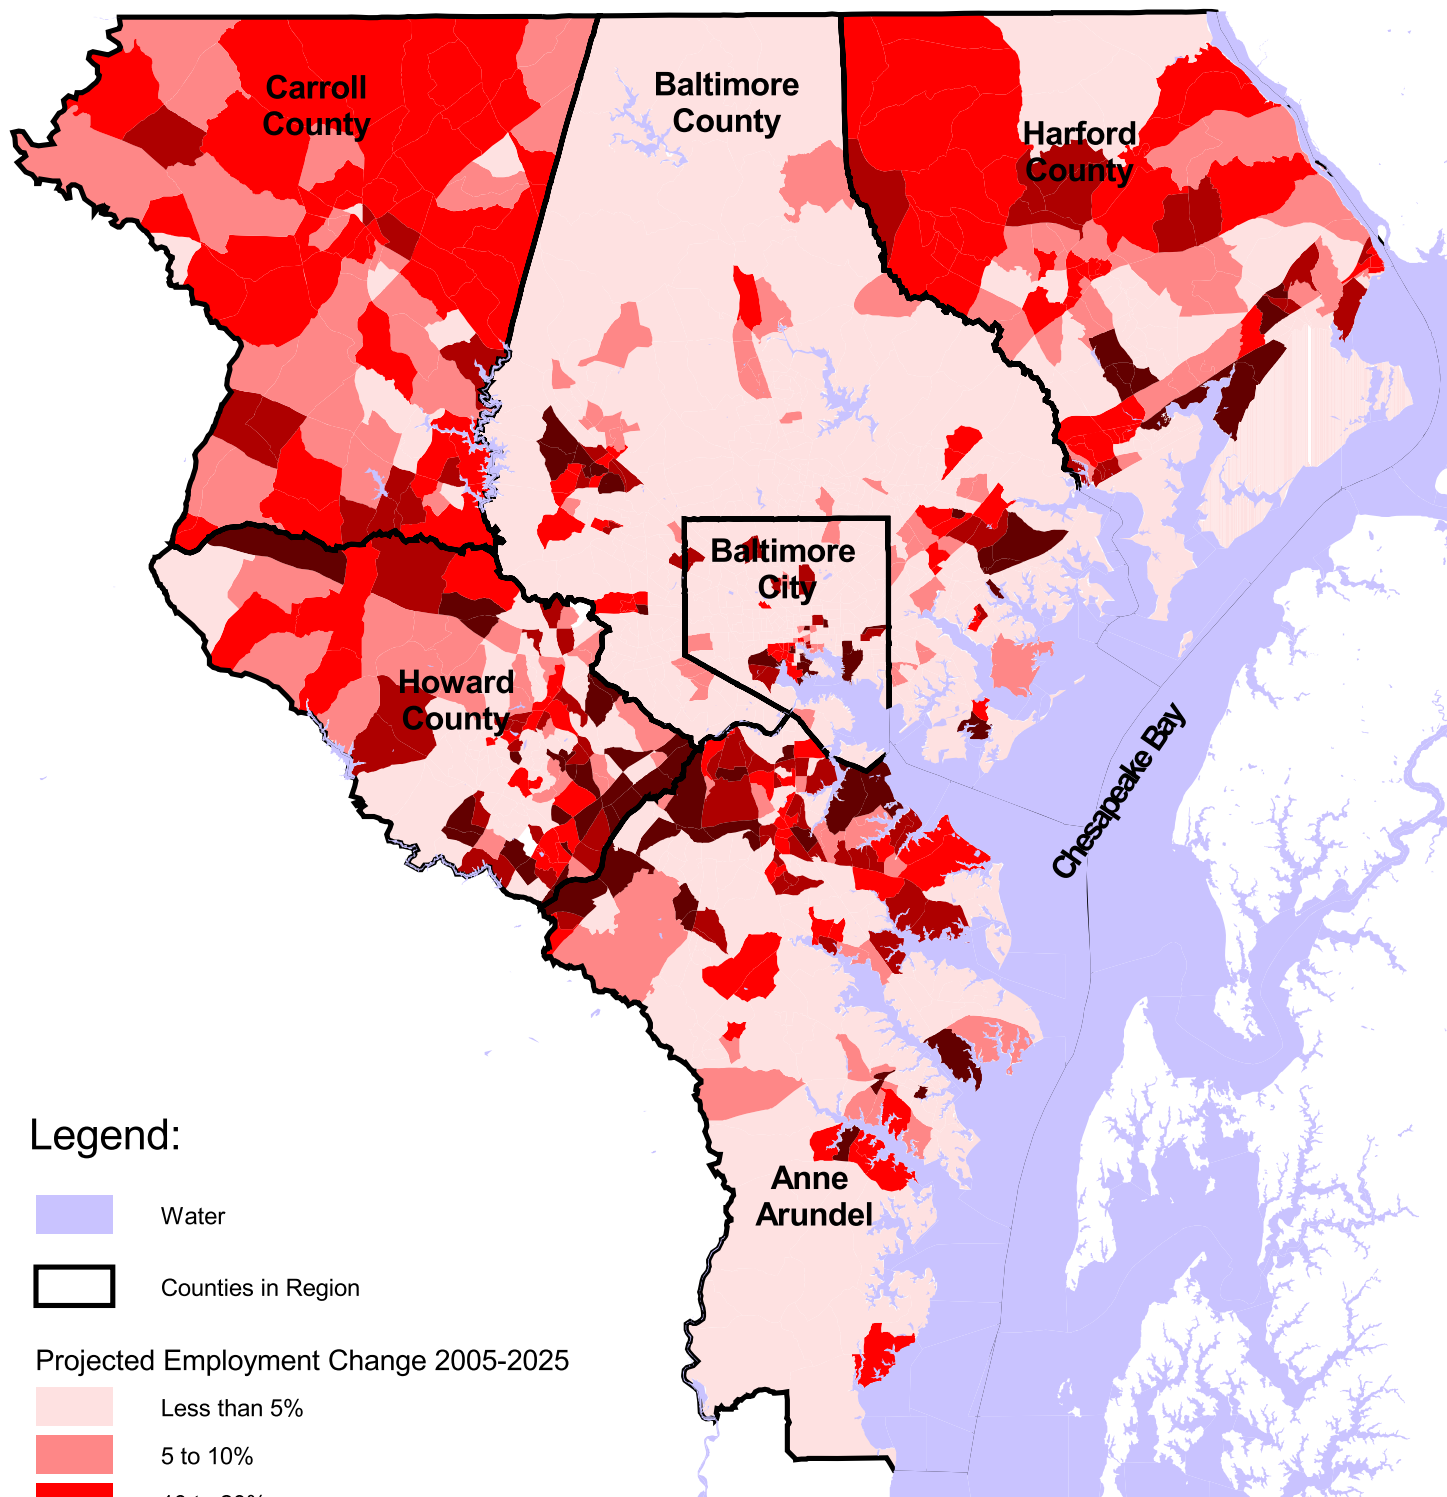 Carroll
County
Baltimore
County
Harford
County
Baltimore
City
Howard
County
Chesapeake Bay
Anne
Arundel
Legend:
Water
Counties in Region
Projected Employment Change 2005-2025
Less than 5%
5 to 10%